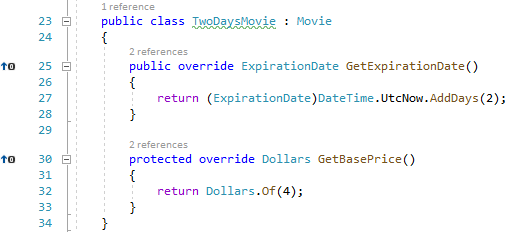 1 reference
23 public class TwoDaysMovie : Movie
24 {
2 references
25 public override ExpirationDate GetExpirationDate()
26 {
27 return (ExpirationDate)DateTime.UtcNow.AddDays(2);
28 }
29
2 references
30 protected override Dollars GetBasePrice()
31 {
32 return Dollars.Of(4);
33 }
34 }